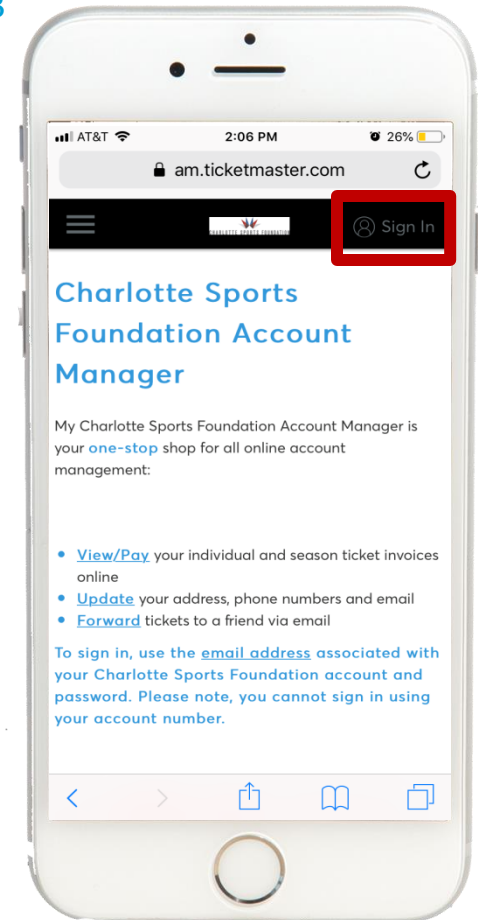 AT&T 2:06 PM 26%
am.ticketmaster.com
CHARLOTTE SPORTS FOUNDATION Sign In
Charlotte Sports
Foundation Account
Manager
My Charlotte Sports Foundation Account Manager is
your one-stop shop for all online account
management:
• View/Pay your individual and season ticket invoices
online
• Update your address, phone numbers and email
• Forward tickets to a friend via email
To sign in, use the email address associated with
your Charlotte Sports Foundation account and
password. Please note, you cannot sign in using
your account number.